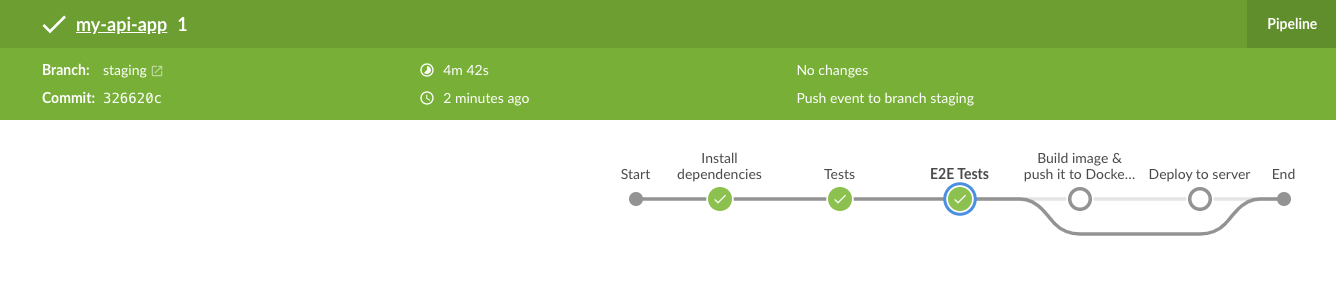 my-api-app 1
Pipeline
Branch: staging
4m 42s
No changes
Commit: 326620c
2 minutes ago
Push event to branch staging
Start
Install
dependencies
Tests
E2E Tests
Build image &
push it to Docke...
Deploy to server
End